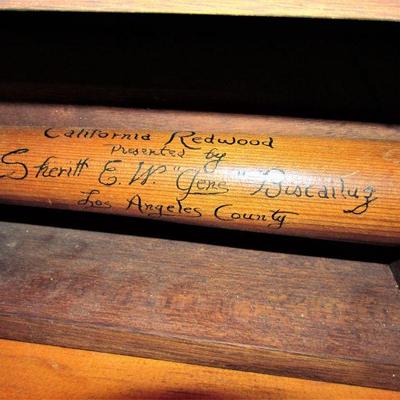 California Redwood
Presented by
Sheriff E. W. "Gene" Biscailuz
Los Angeles County